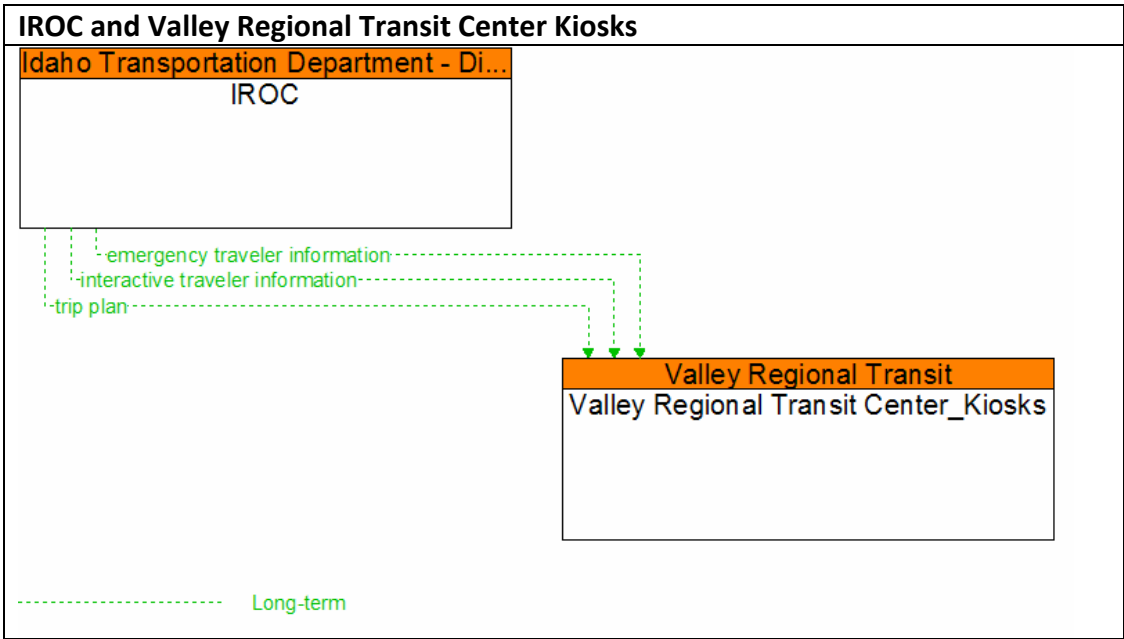 IROC and Valley Regional Transit Center Kiosks
Idaho Transportation Department - Di...
IROC
emergency traveler information
interactive traveler information
trip plan
Valley Regional Transit
Valley Regional Transit Center_Kiosks
Long-term